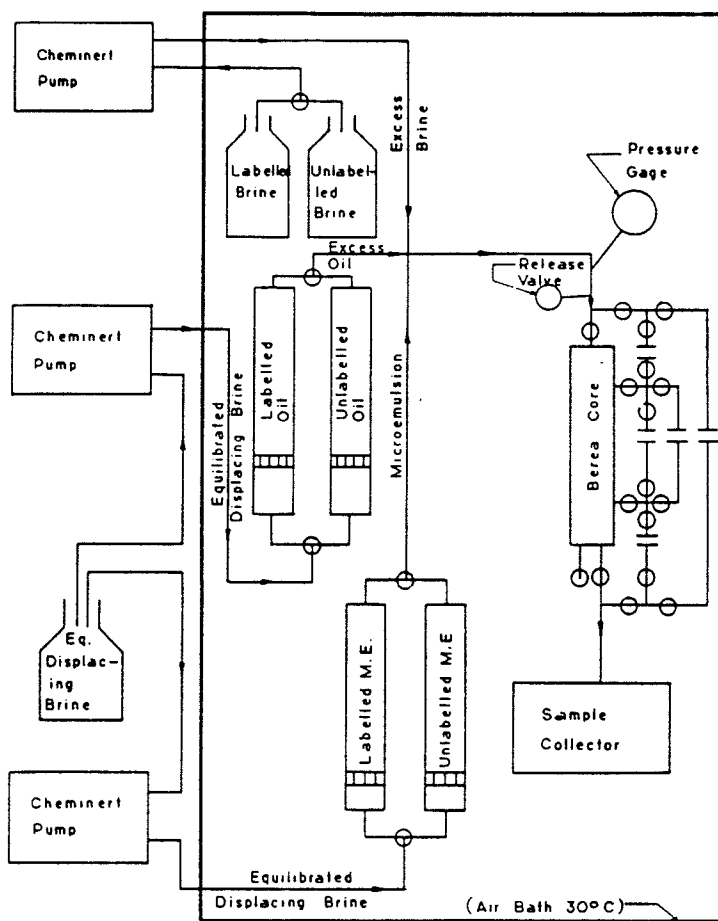 Cheminert
Pump
Labelled
Brine
Unlabel-
led
Brine
Excess
Brine
Pressure
Gage
Excess
Oil
Release
Valve
Cheminert
Pump
Labelled
Oil
Unlabelled
Oil
Equilibrated
Displacing Brine
Microemulsion
Berea Core
Eq.
Displac-
ing
Brine
Labelled M.E.
Unlabelled M.E
Sample
Collector
Cheminert
Pump
Equilibrated
Displacing Brine
(Air Bath 30°C)